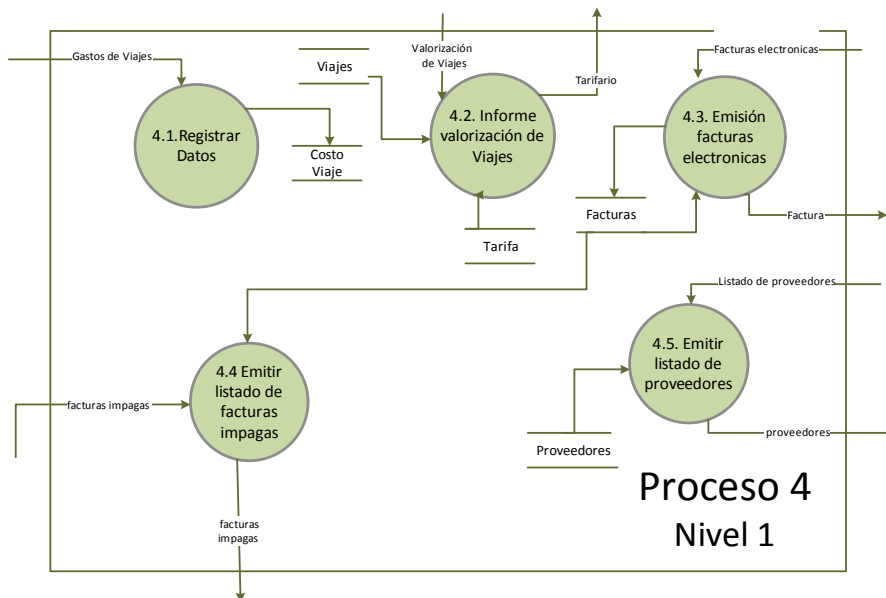 Gastos de Viajes
Viajes
Valorización
de Viajes
Tarifario
Facturas electronicas
4.1.Registrar
Datos
Costo
Viaje
4.2. Informe
valorización de
Viajes
4.3. Emisión
facturas
electronicas
Tarifa
Facturas
Factura
Listado de proveedores
4.4 Emitir
listado de
facturas
impagas
facturas impagas
4.5. Emitir
listado de
proveedores
Proveedores
proveedores
facturas
impagas
Proceso 4
Nivel 1